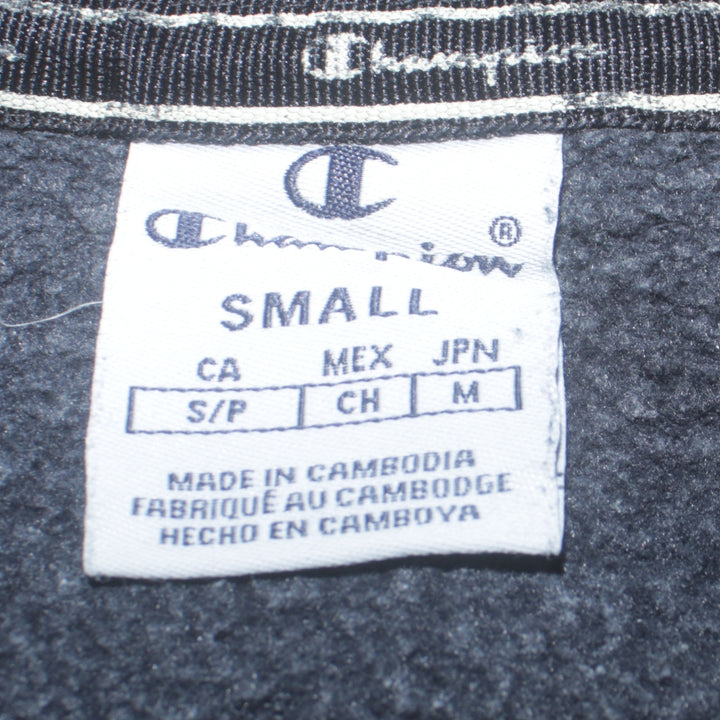 Champion
Champion®
SMALL
CA MEX JPN
S/P CH M
MADE IN CAMBODIA
FABRIQUÉ AU CAMBODGE
HECHO EN CAMBOYA